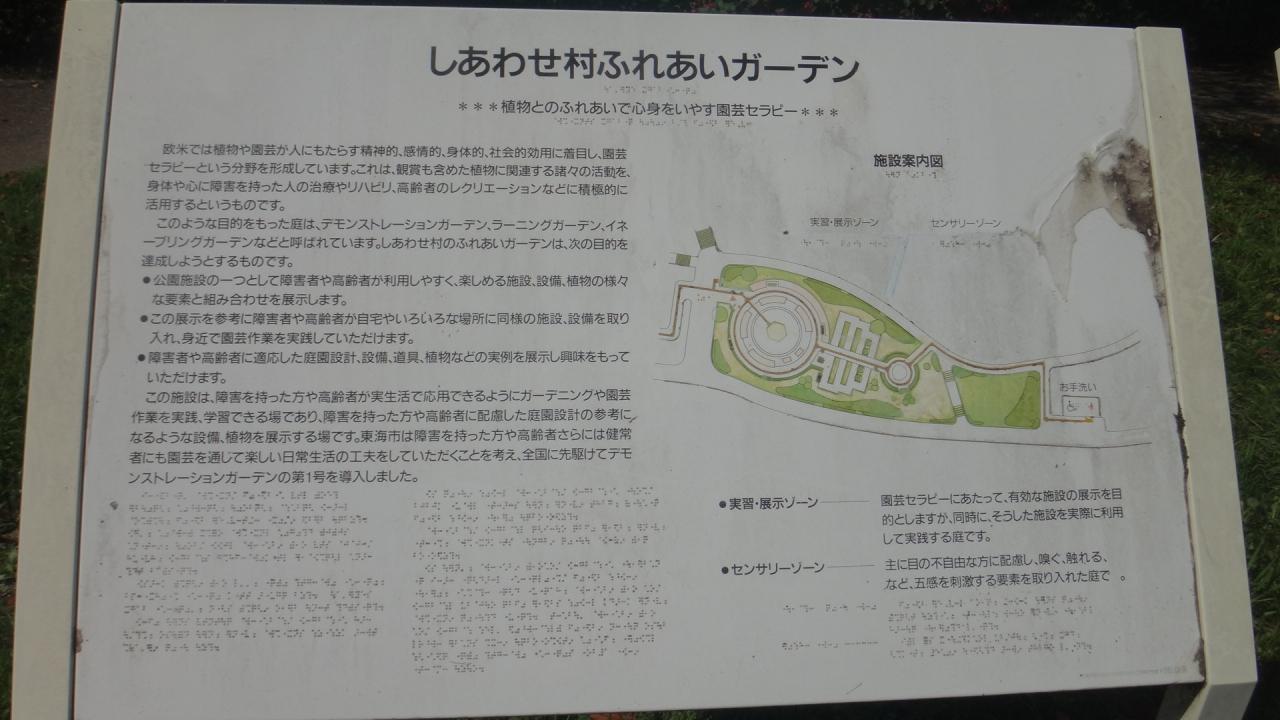 しあわせ村ふれあいガーデン
＊＊＊植物とのふれあいで心身をいやす園芸セラピー＊＊＊
欧米では植物や園芸が人にもたらす精神的、感情的、身体的、社会的効用に着目し、園芸
セラピーという分野を形成しています。これは、観賞も含めた植物に関連する諸々の活動を、
身体や心に障害を持った人の治療やリハビリ、高齢者のレクリエーションなどに積極的に
活用するというものです。
このような目的をもった庭は、デモンストレーションガーデン、ラーニングガーデン、イネ
ーブリングガーデンなどと呼ばれています。しあわせ村のふれあいガーデンは、次の目的を
達成しようとするものです。
●公園施設の一つとして障害者や高齢者が利用しやすく、楽しめる施設、設備、植物の様々
な要素と組み合わせを展示します。
●この展示を参考に障害者や高齢者が自宅やいろいろな場所に同様の施設、設備を取り
入れ、身近で園芸作業を実践していただけます。
●障害者や高齢者に適応した庭園設計、設備、道具、植物などの実例を展示し興味をもって
いただけます。
この施設は、障害を持った方や高齢者が実生活で応用できるようにガーデニングや園芸
作業を実践、学習できる場であり、障害を持った方や高齢者に配慮した庭園設計の参考に
なるような設備、植物を展示する場です。東海市は障害を持った方や高齢者さらには健常
者にも園芸を通じて楽しい日常生活の工夫をしていただくことを考え、全国に先駆けてデモ
ンストレーションガーデンの第1号を導入しました。
施設案内図
実習・展示ゾーン
センサリーゾーン
お手洗い
●実習・展示ゾーン 園芸セラピーにあたって、有効な施設の展示を目
的としますが、同時に、そうした施設を実際に利用
して実践する庭です。
●センサリーゾーン 主に目の不自由な方に配慮し、嗅ぐ、触れる、
など、五感を刺激する要素を取り入れた庭で 。